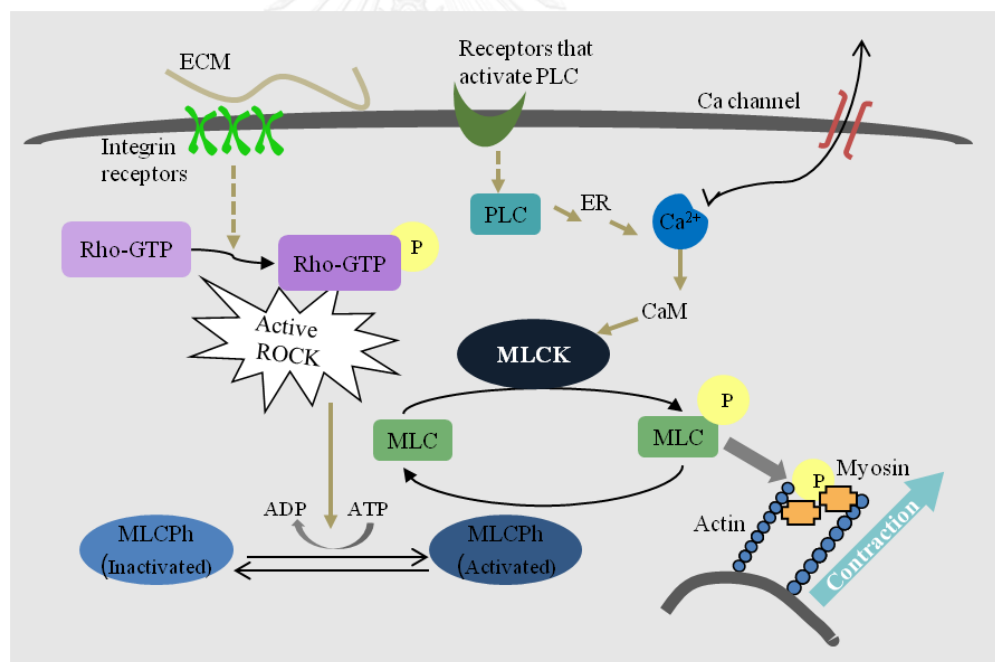 ECM
Receptors that
activate PLC
Ca channel
Integrin
receptors
PLC
ER
Ca²⁺
Rho-GTP
Rho-GTP
P
Active
ROCK
CaM
MLCK
P
MLC
MLC
P
Myosin
Actin
Contraction
ADP
ATP
MLCPh
(Inactivated)
MLCPh
(Activated)